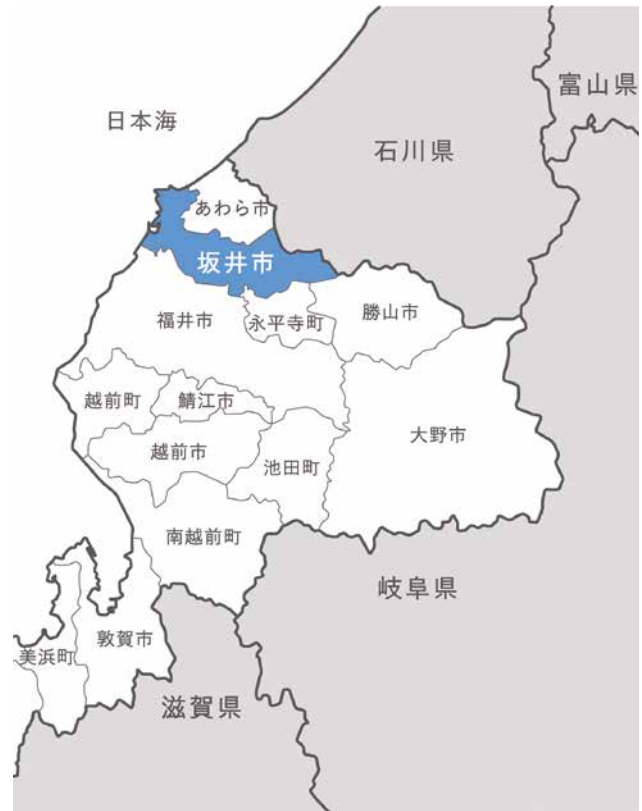 富山県
日本海
石川県
あわら市
坂井市
福井市
永平寺町
勝山市
越前町
鯖江市
大野市
越前市
池田町
南越前町
岐阜県
敦賀市
美浜町
滋賀県